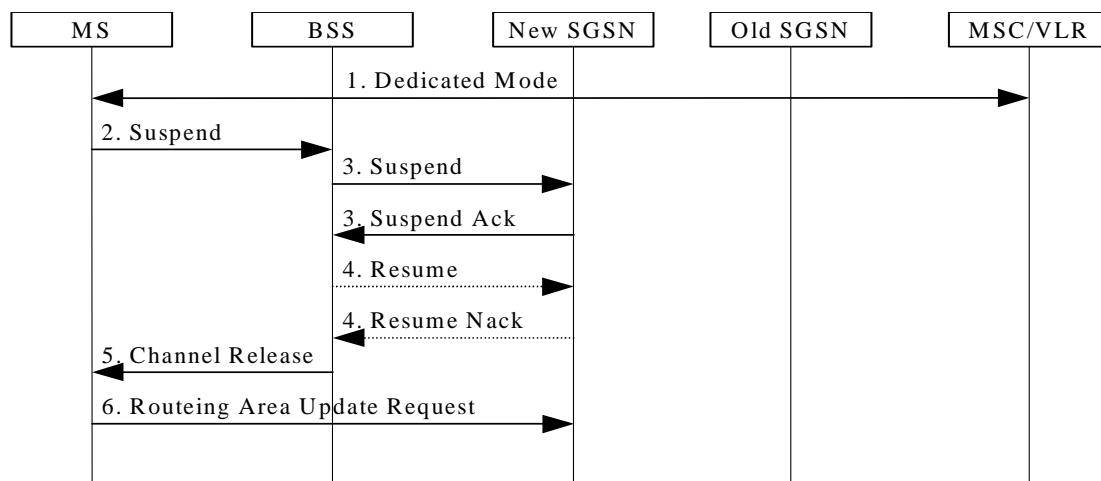 MS
BSS
New SGSN
Old SGSN
MSC/VLR
1. Dedicated Mode
2. Suspend
3. Suspend
3. Suspend Ack
4. Resume
4. Resume Nack
5. Channel Release
6. Routeing Area Update Request